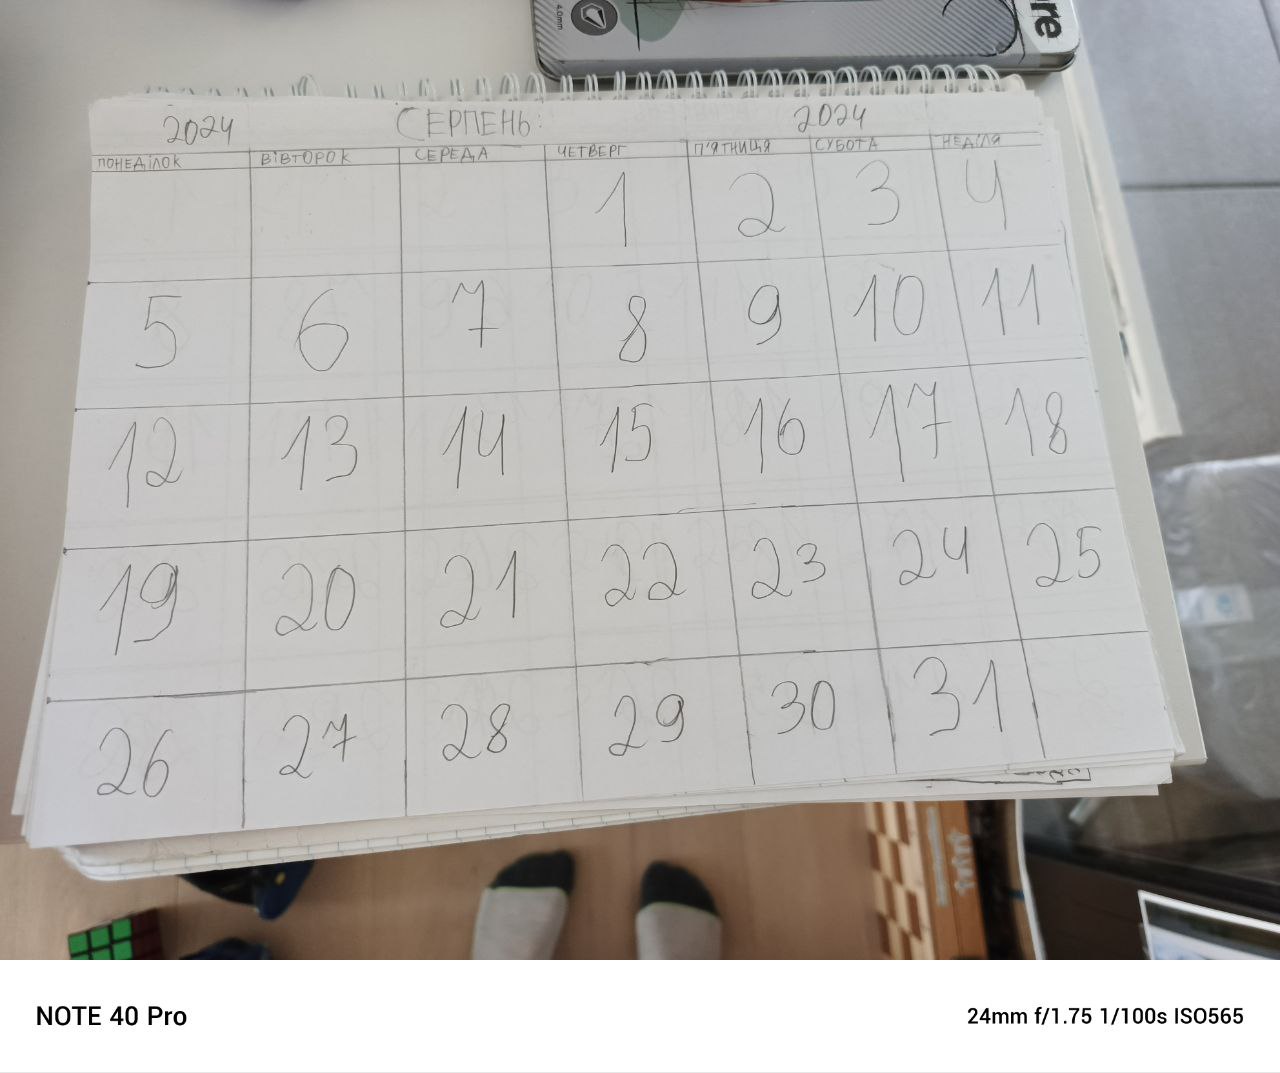 4.0mm
re
2024 СЕРПЕНЬ: 2024
ПОНЕДІЛОК ВІВТОРОК СЕРЕДА ЧЕТВЕРГ П'ЯТНИЦЯ СУБОТА НЕДІЛЯ
1 2 3 4
5 6 7 8 9 10 11
12 13 14 15 16 17 18
19 20 21 22 23 24 25
26 27 28 29 30 31
NOTE 40 Pro
24mm f/1.75 1/100s ISO565